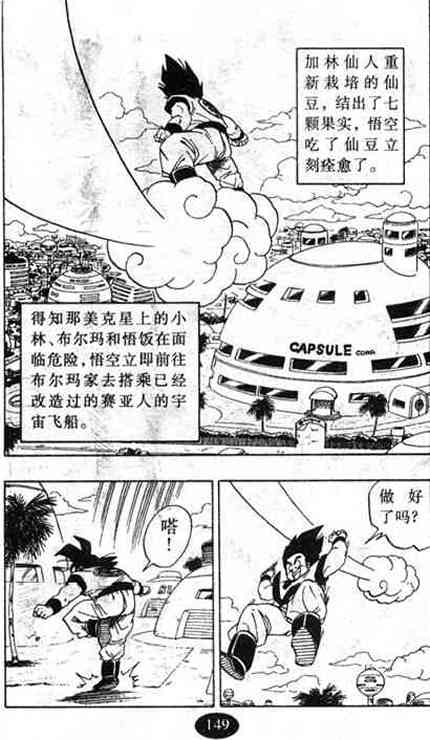 加林仙人重
新栽培的仙
豆，结出了七
颗果实，悟空
吃了仙豆立
刻痊愈了。
CAPSULE CORP.
得知那美克星上的小
林、布尔玛和悟饭在面
临危险，悟空立即前往
布尔玛家去搭乘已经
改造过的赛亚人的宇
宙飞船。
嗒！
做好
了吗？
149